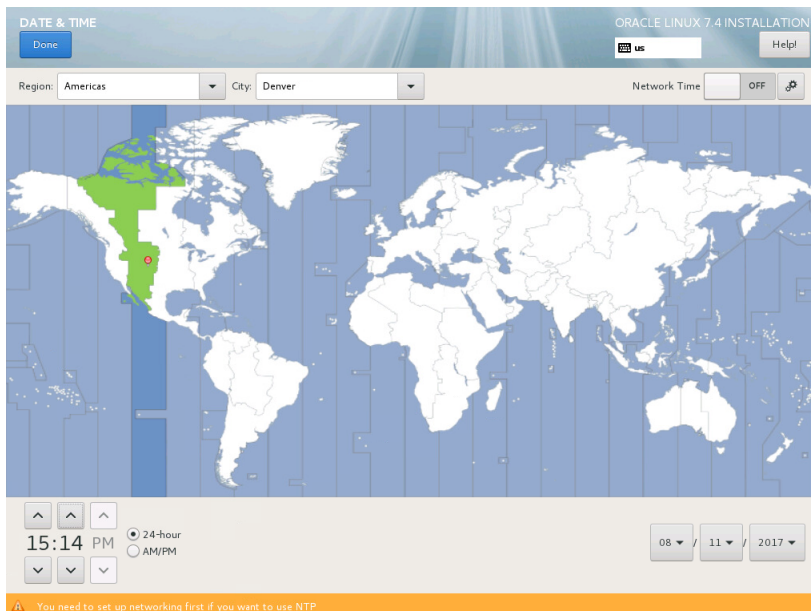 DATE & TIME
ORACLE LINUX 7.4 INSTALLATION
Done
us
Help!
Region:
Americas
City:
Denver
Network Time
OFF
15:14 PM
24-hour
AM/PM
08 / 11 / 2017
You need to set up networking first if you want to use NTP